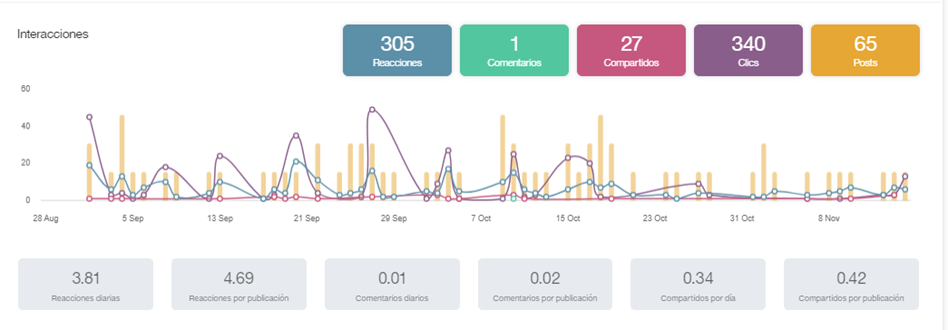 Interacciones
305 1 27 340 65
Reacciones Comentarios Compartidos Clics Posts
60
40
20
0
28 Aug 5 Sep 13 Sep 21 Sep 29 Sep 7 Oct 15 Oct 23 Oct 31 Oct 8 Nov
3.81 4.69 0.01 0.02 0.34 0.42
Reacciones diarias Reacciones por publicación Comentarios diarios Comentarios por publicación Compartidos por día Compartidos por publicación